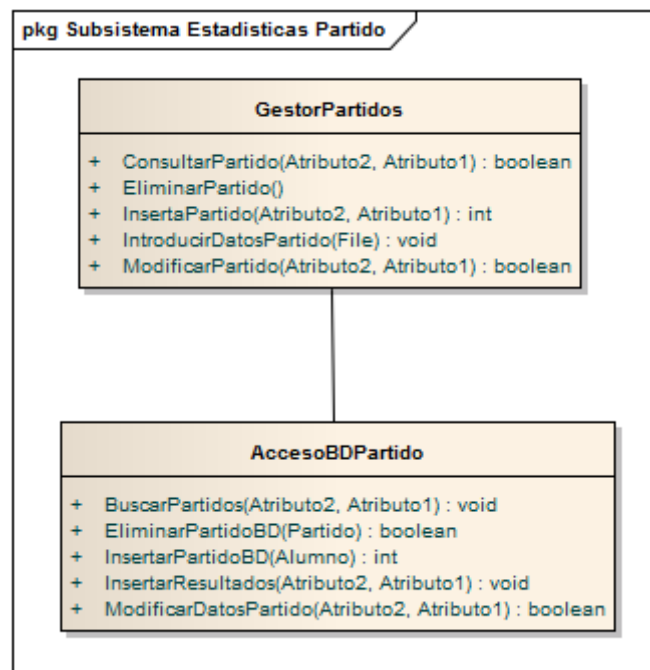 pkg Subsistema Estadisticas Partido
GestorPartidos
+ ConsultarPartido(Atributo2, Atributo1) : boolean
+ EliminarPartido()
+ InsertaPartido(Atributo2, Atributo1) : int
+ IntroducirDatosPartido(File) : void
+ ModificarPartido(Atributo2, Atributo1) : boolean
AccesoBDPartido
+ BuscarPartidos(Atributo2, Atributo1) : void
+ EliminarPartidoBD(Partido) : boolean
+ InsertarPartidoBD(Alumno) : int
+ InsertarResultados(Atributo2, Atributo1) : void
+ ModificarDatosPartido(Atributo2, Atributo1) : boolean